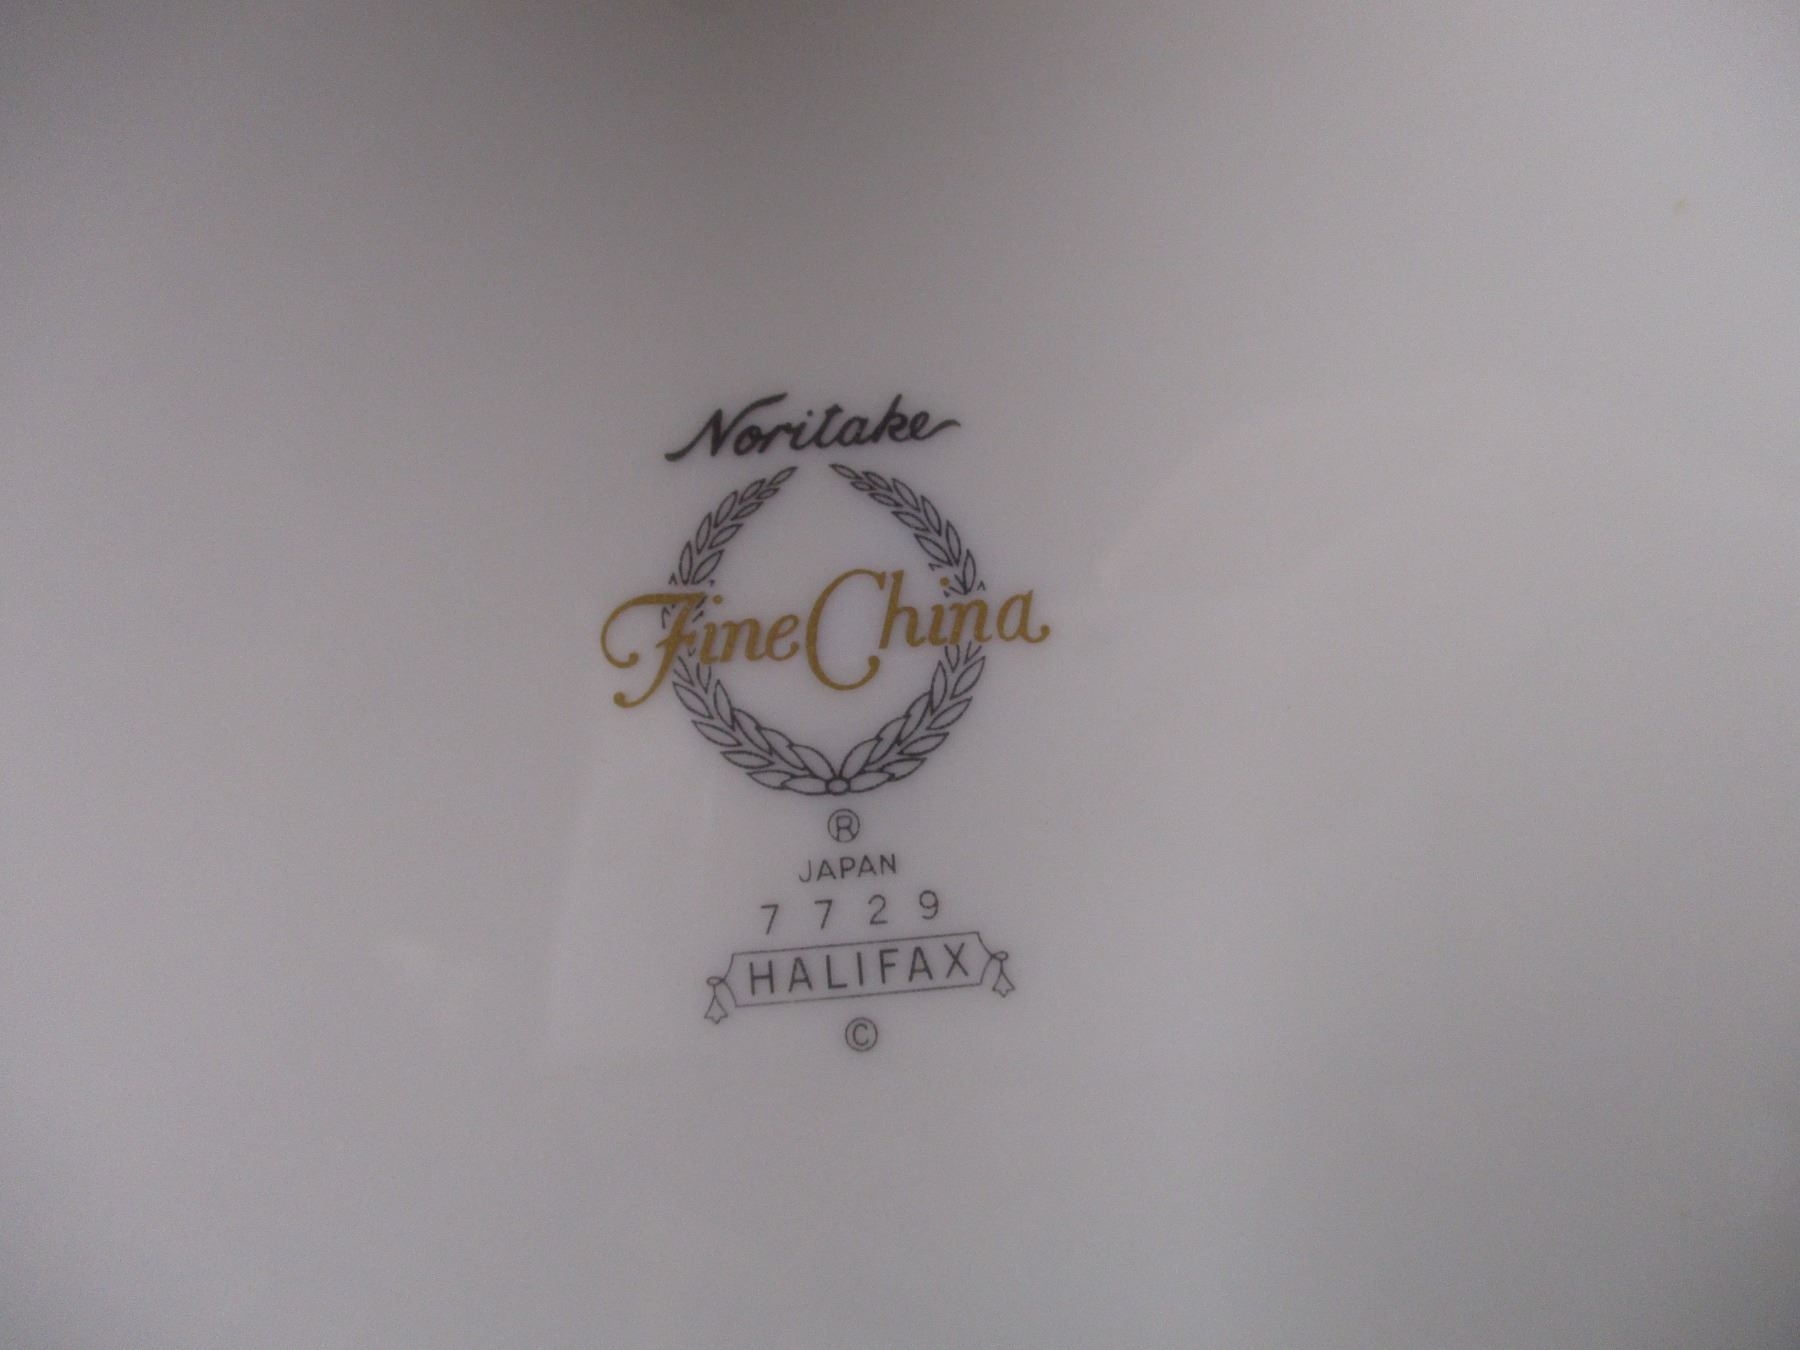 Noritake
Fine China
®
JAPAN
7729
HALIFAX
©